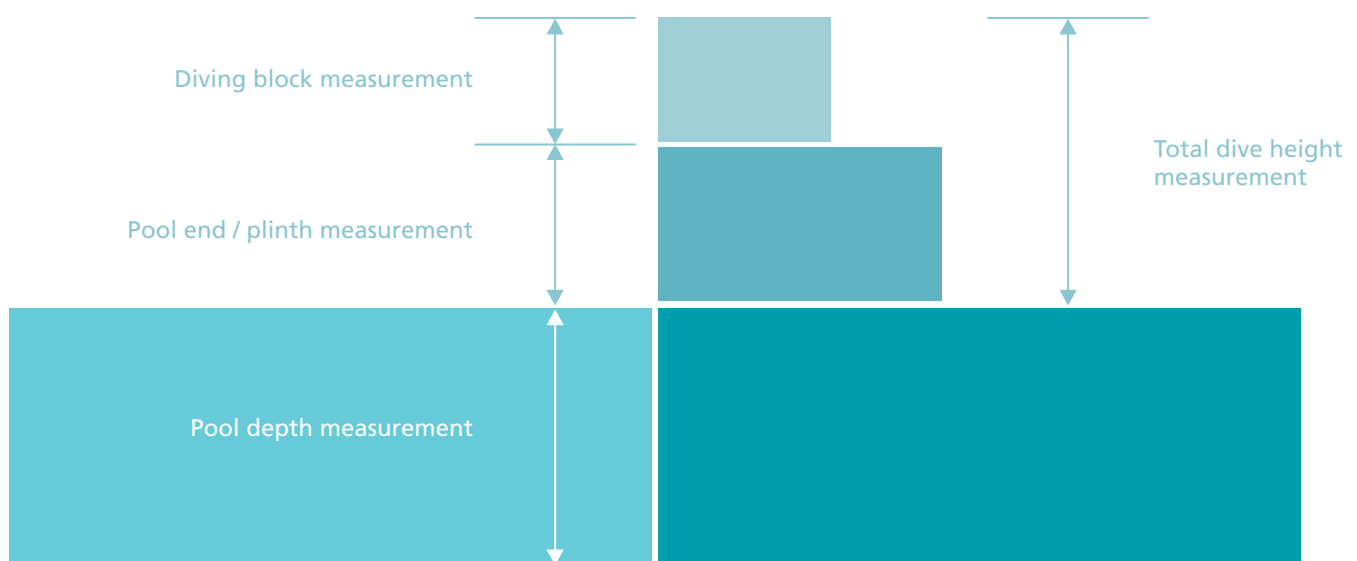 Diving block measurement
Total dive height
measurement
Pool end / plinth measurement
Pool depth measurement